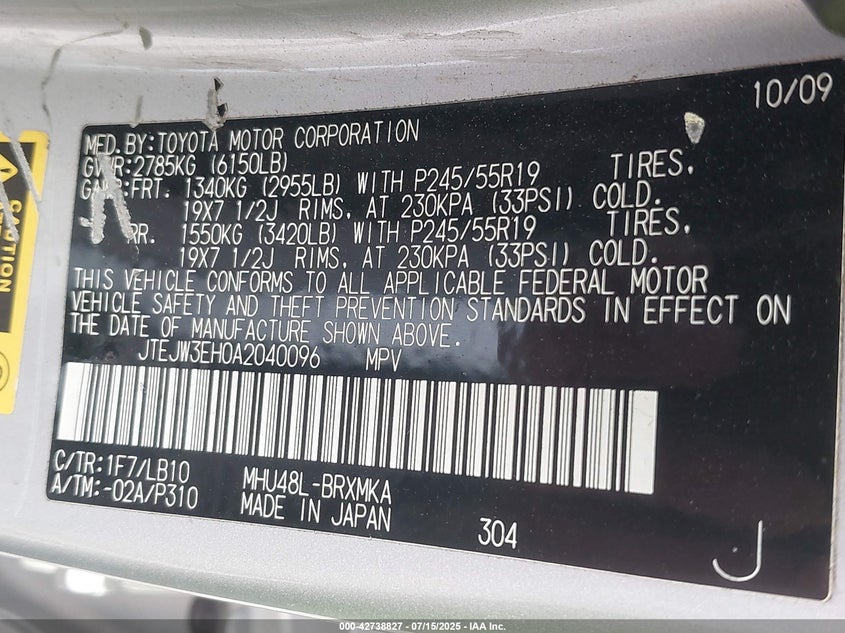 10/09
MFD. BY: TOYOTA MOTOR CORPORATION
GVWR: 2785KG (6150LB)
GAWR: FRT. 1340KG (2955LB) WITH P245/55R19 TIRES,
19X7 1/2J RIMS, AT 230KPA (33PSI) COLD.
RR. 1550KG (3420LB) WITH P245/55R19 TIRES,
19X7 1/2J RIMS, AT 230KPA (33PSI) COLD.
THIS VEHICLE CONFORMS TO ALL APPLICABLE FEDERAL MOTOR
VEHICLE SAFETY AND THEFT PREVENTION STANDARDS IN EFFECT ON
THE DATE OF MANUFACTURE SHOWN ABOVE.
JTEJW3EH0A2040096 MPV
C/TR: 1F7/LB10
A/TM: -02A/P310
MHU48L-BRXMKA
MADE IN JAPAN
304
J
CAUTION
000-42738827 - 07/15/2025 - IAA Inc.